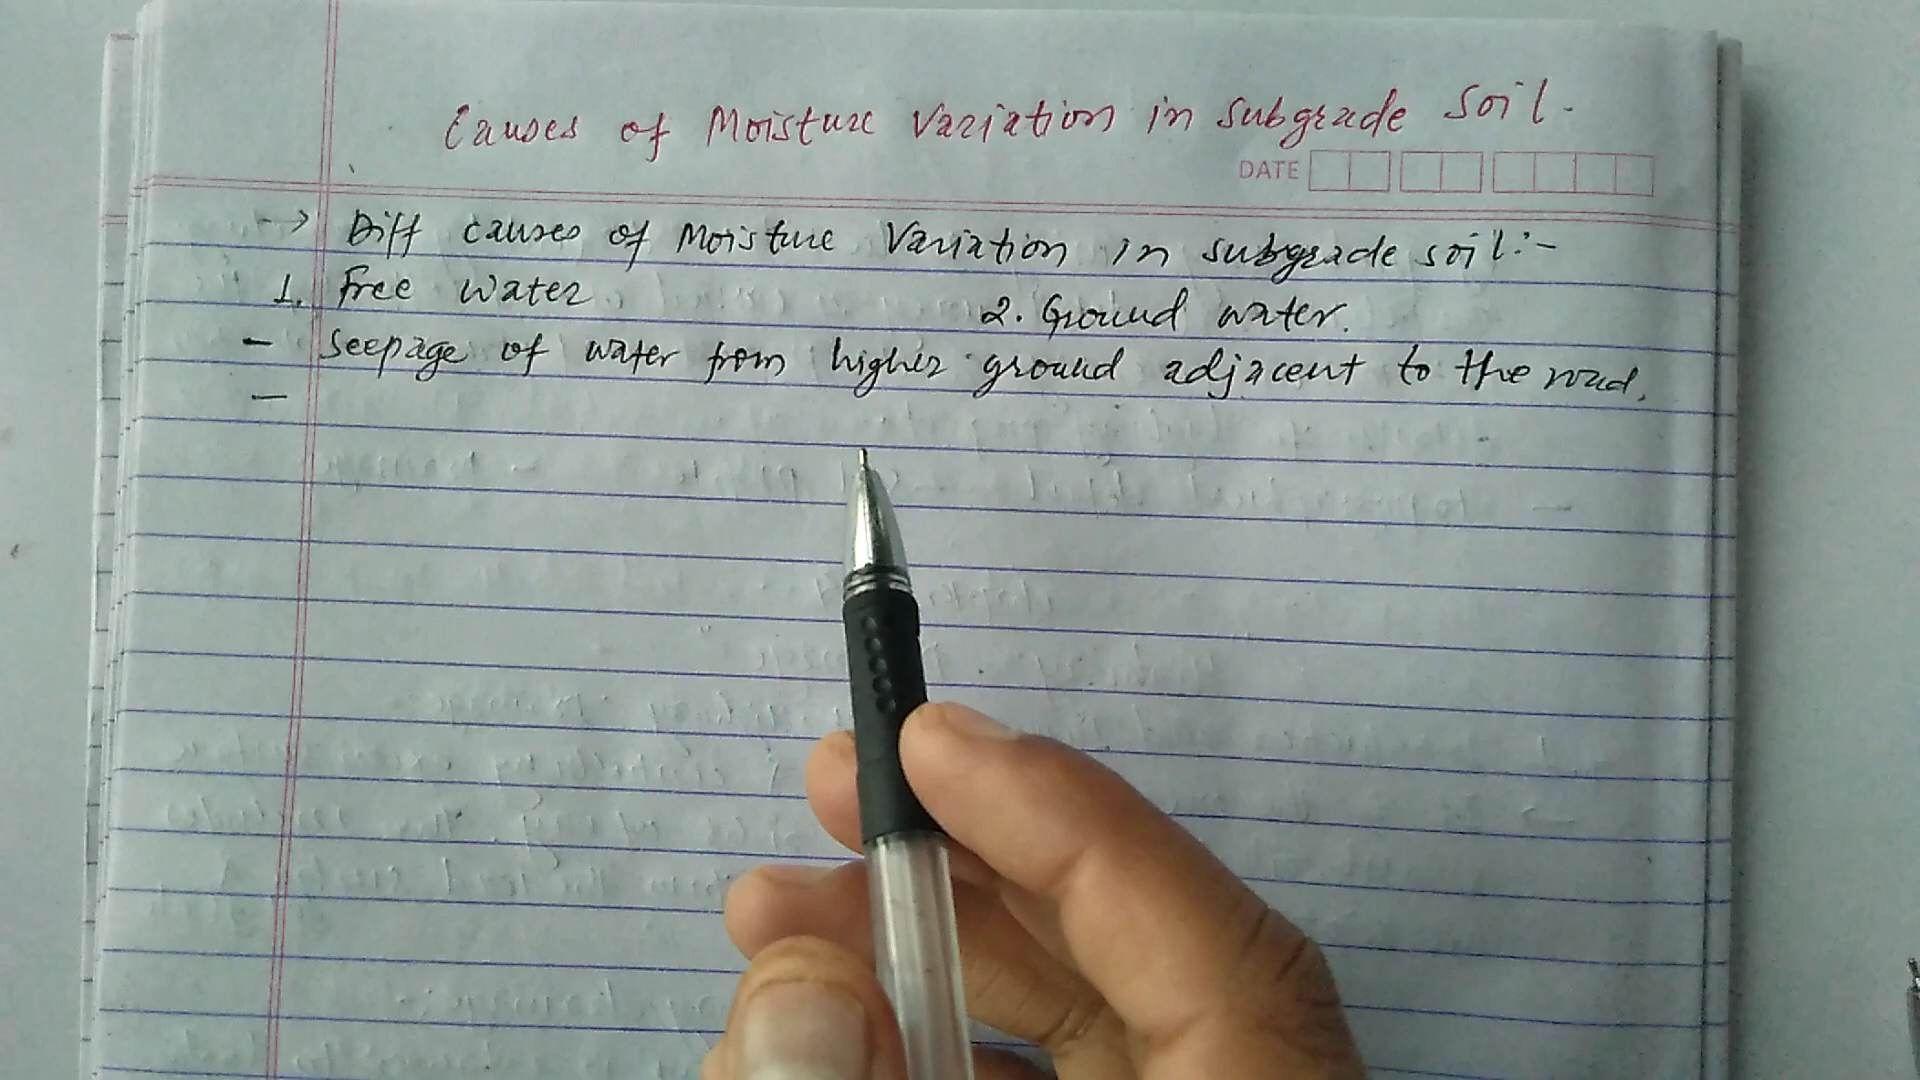 Causes of Moisture Variation in Subgrade Soil.
DATE
→ Diff causes of Moisture Variation in subgrade soil:-
1. Free water 2. Ground water.
- Seepage of water from higher ground adjacent to the road.
-